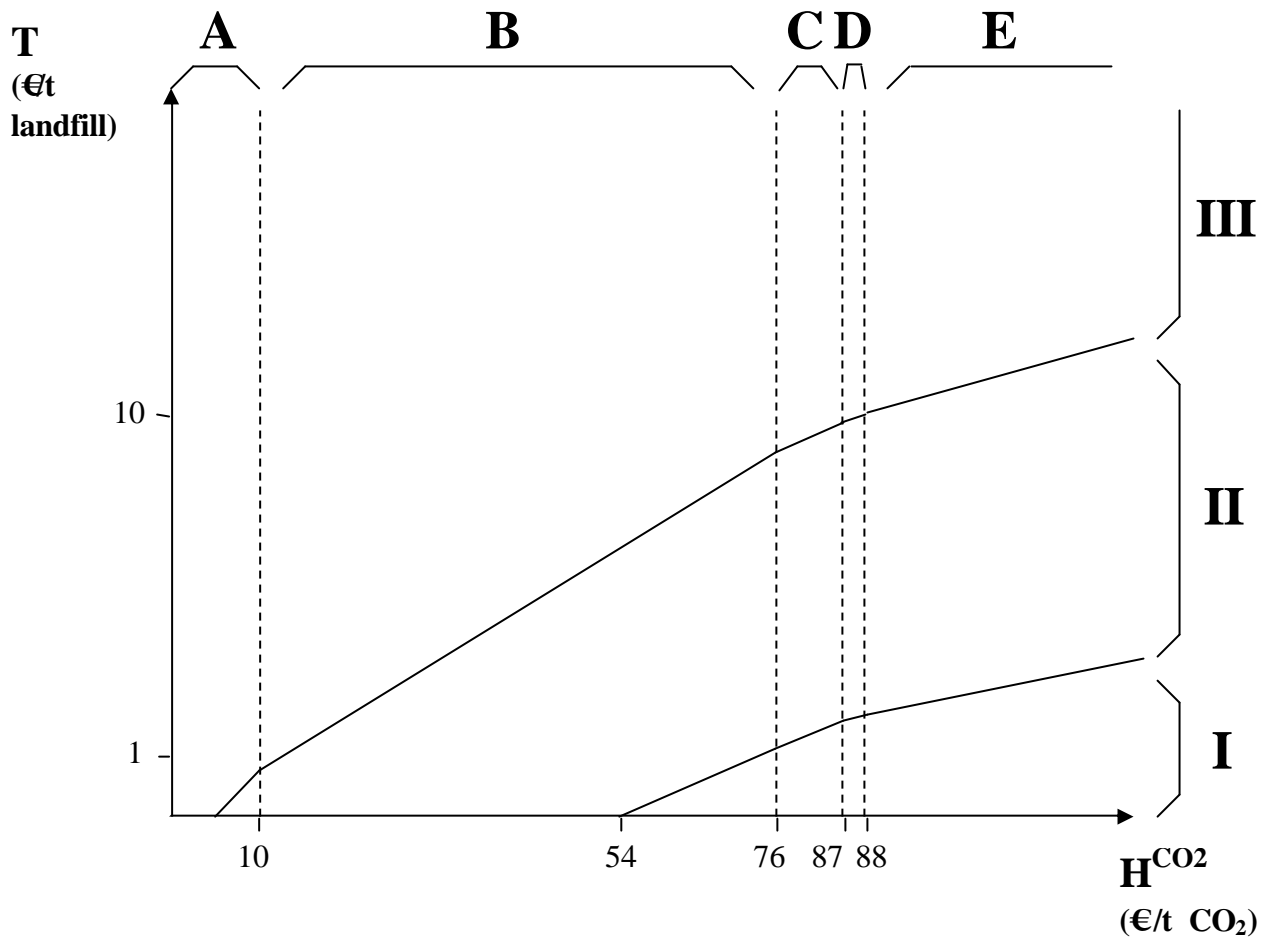 A B C D E
T
(€/t
landfill)
III
10
II
1
I
10 54 76 87 88
H^CO2
(€/t CO₂)